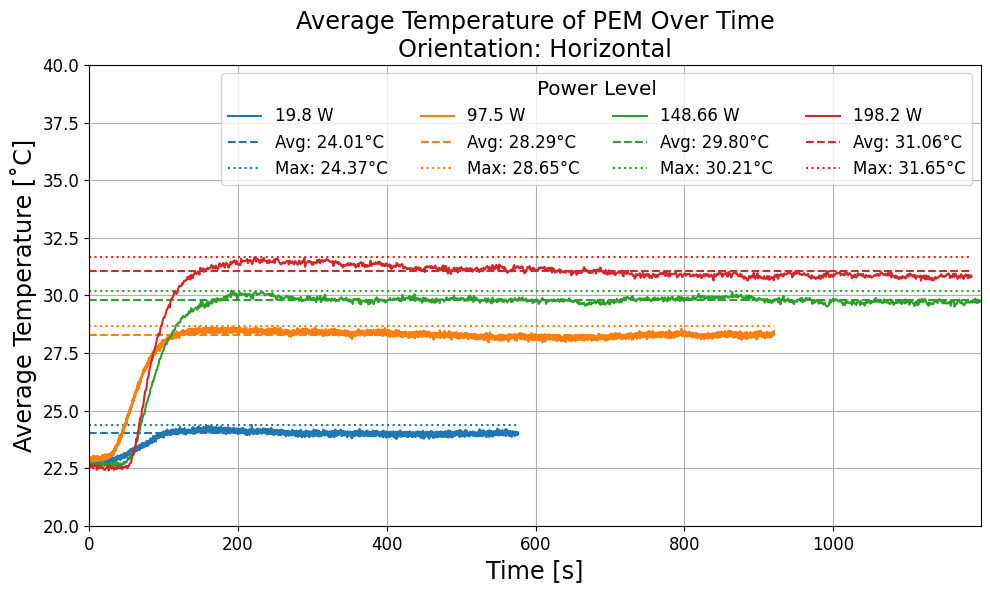 Average Temperature of PEM Over Time
Orientation: Horizontal
Average Temperature [˚C]
40.0
37.5
35.0
32.5
30.0
27.5
25.0
22.5
20.0
Power Level
19.8 W 97.5 W 148.66 W 198.2 W
Avg: 24.01°C Avg: 28.29°C Avg: 29.80°C Avg: 31.06°C
Max: 24.37°C Max: 28.65°C Max: 30.21°C Max: 31.65°C
0 200 400 600 800 1000
Time [s]